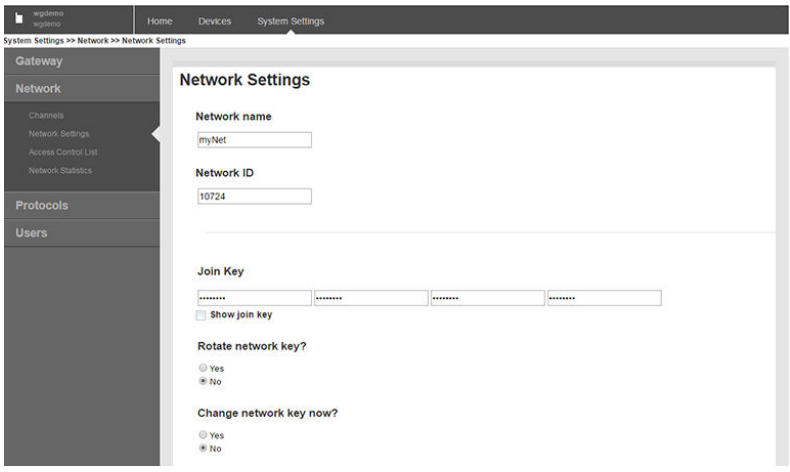 wgdemo
wgdemo
Home Devices System Settings
System Settings >> Network >> Network Settings
Gateway
Network
Channels
Network Settings
Access Control List
Network Statistics
Protocols
Users
Network Settings
Network name
myNet
Network ID
10724
Join Key
•••••••• •••••••• •••••••• ••••••••
Show join key
Rotate network key?
Yes
No
Change network key now?
Yes
No